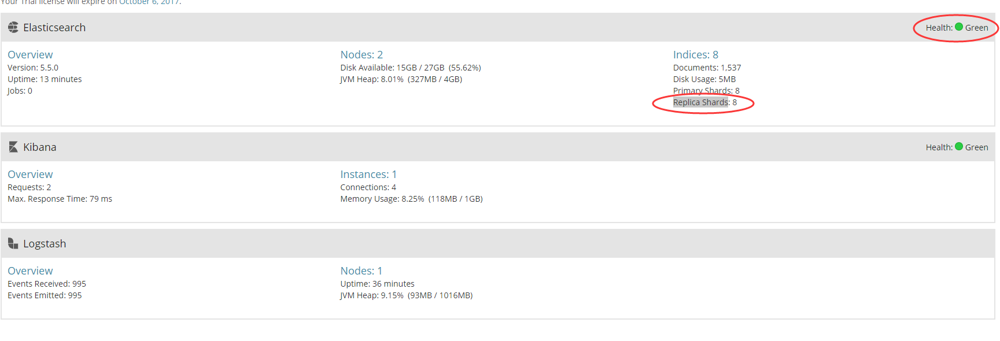 Your Trial license will expire on October 6, 2017.
Elasticsearch
Health: Green
Overview
Version: 5.5.0
Uptime: 13 minutes
Jobs: 0
Nodes: 2
Disk Available: 15GB / 27GB (55.62%)
JVM Heap: 8.01% (327MB / 4GB)
Indices: 8
Documents: 1,537
Disk Usage: 5MB
Primary Shards: 8
Replica Shards: 8
Kibana
Health: Green
Overview
Requests: 2
Max. Response Time: 79 ms
Instances: 1
Connections: 4
Memory Usage: 8.25% (118MB / 1GB)
Logstash
Overview
Events Received: 995
Events Emitted: 995
Nodes: 1
Uptime: 36 minutes
JVM Heap: 9.15% (93MB / 1016MB)